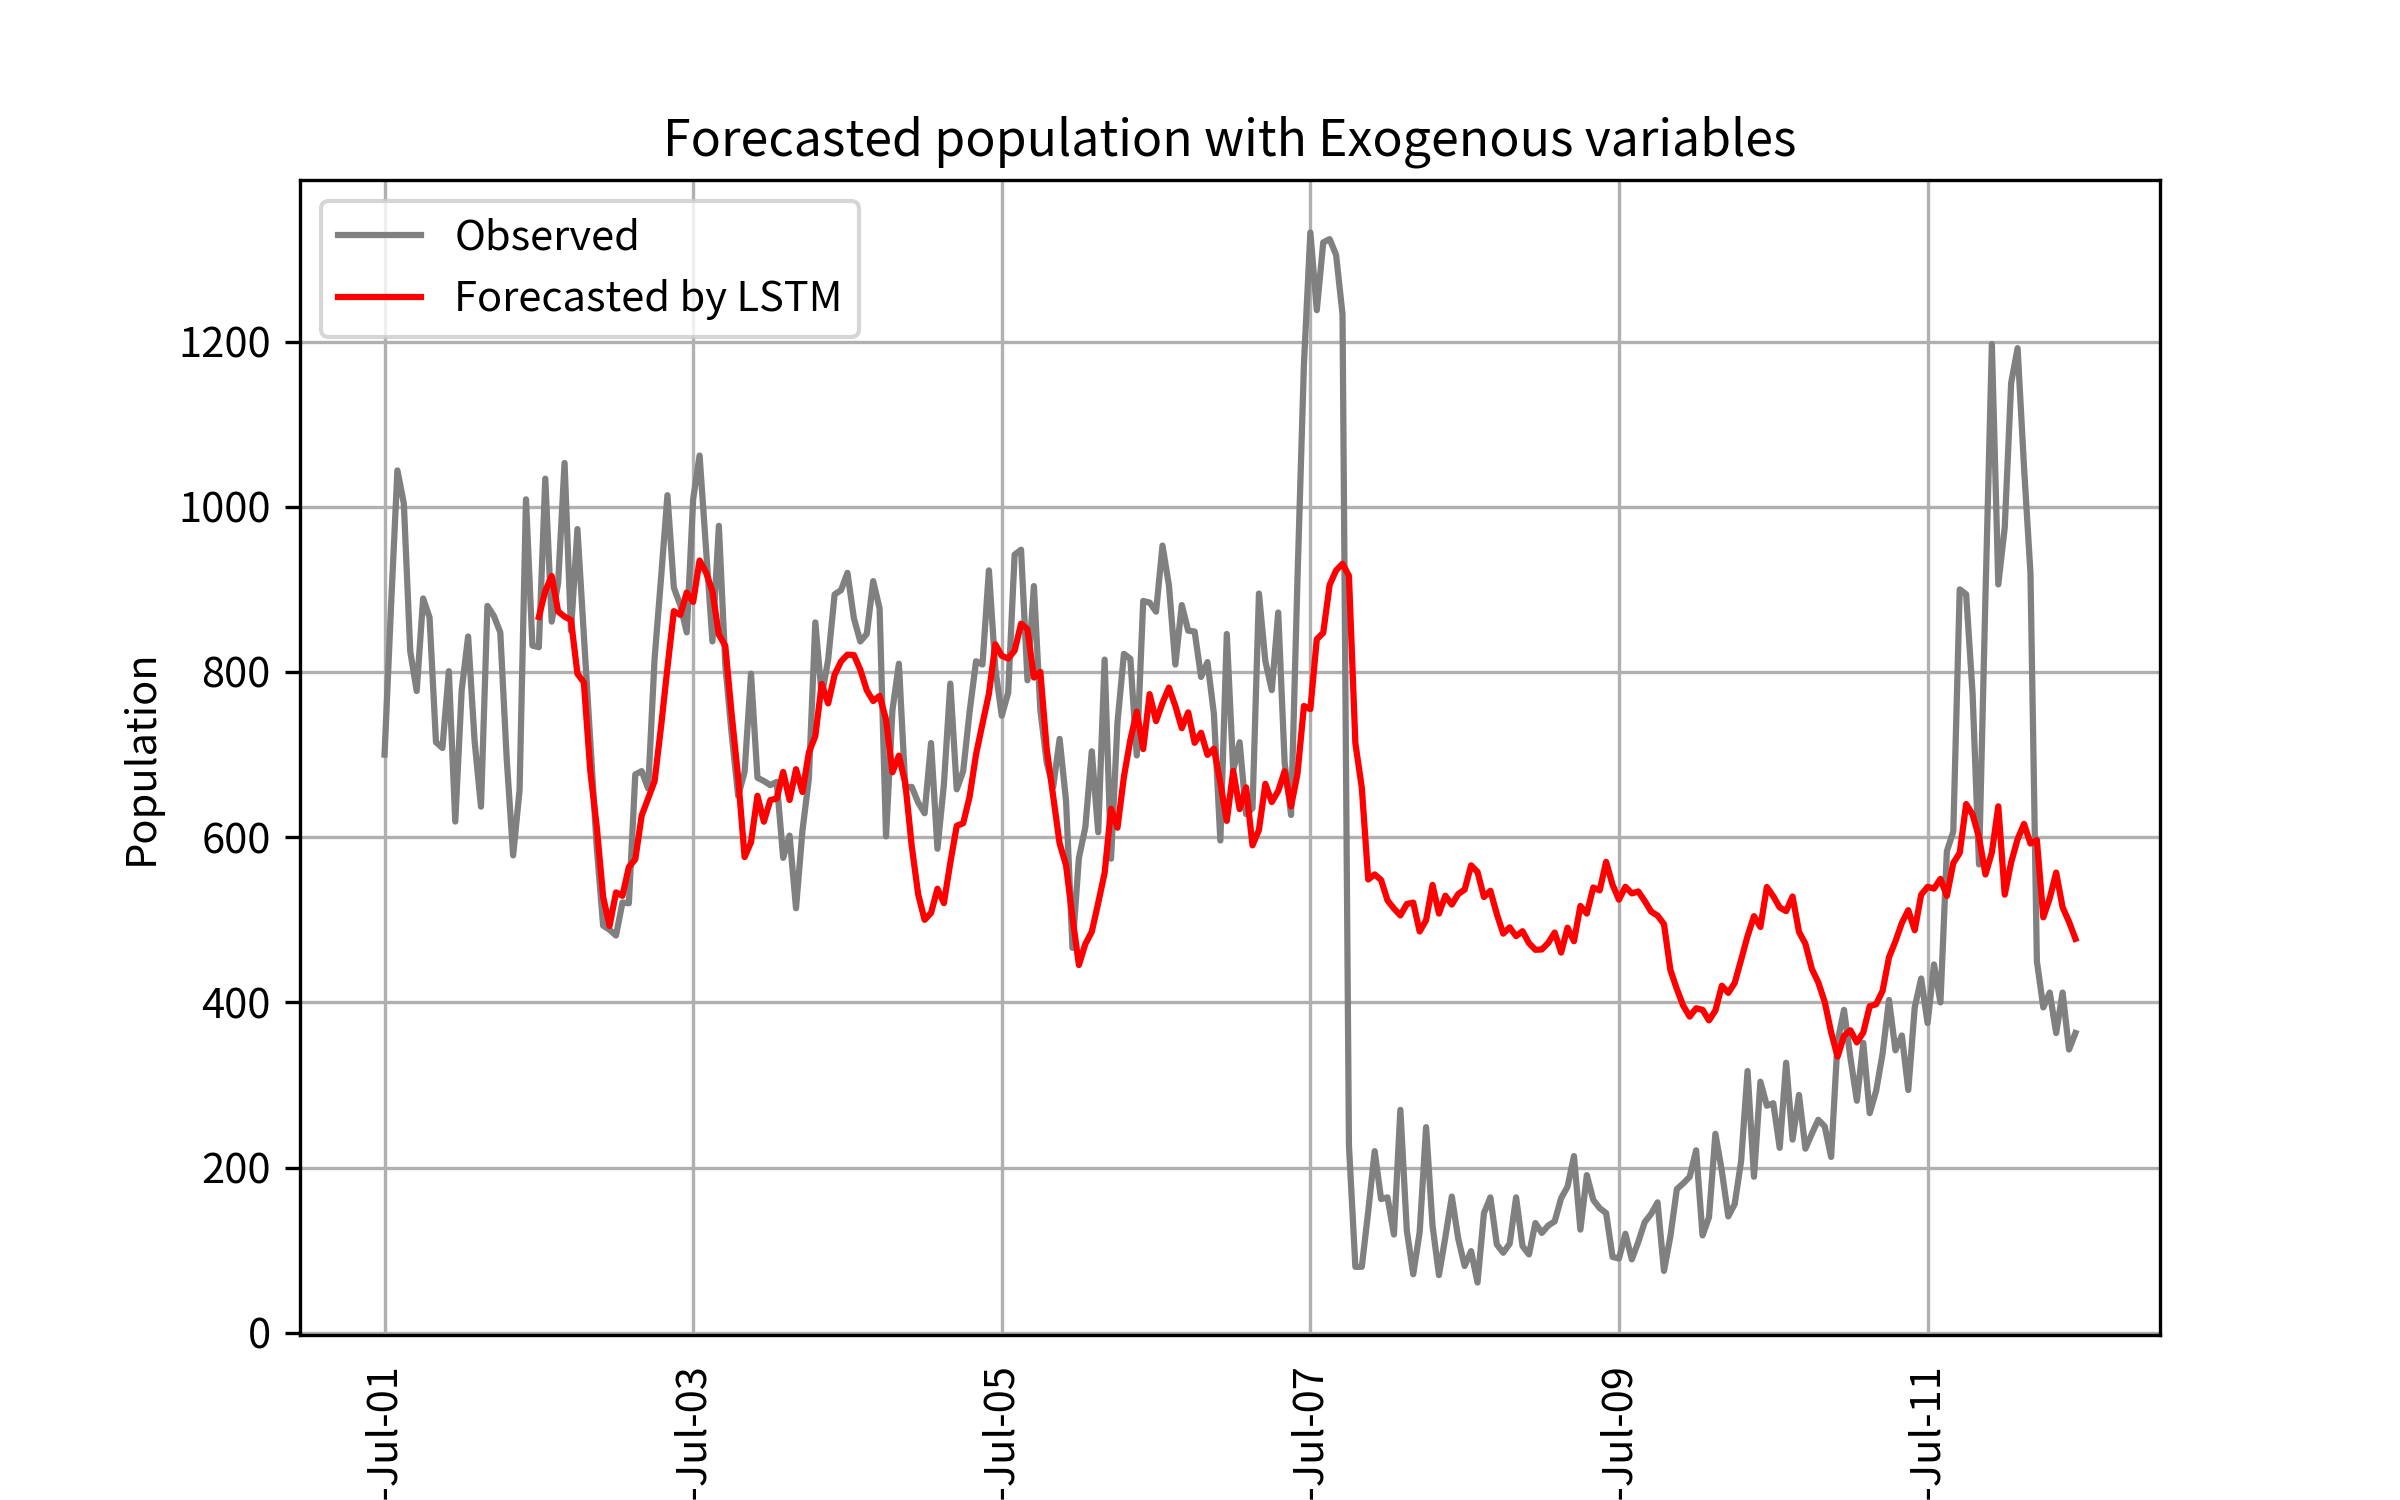 Forecasted population with Exogenous variables
Observed
Forecasted by LSTM
Population
1200
1000
800
600
400
200
0
-Jul-01
-Jul-03
-Jul-05
-Jul-07
-Jul-09
-Jul-11